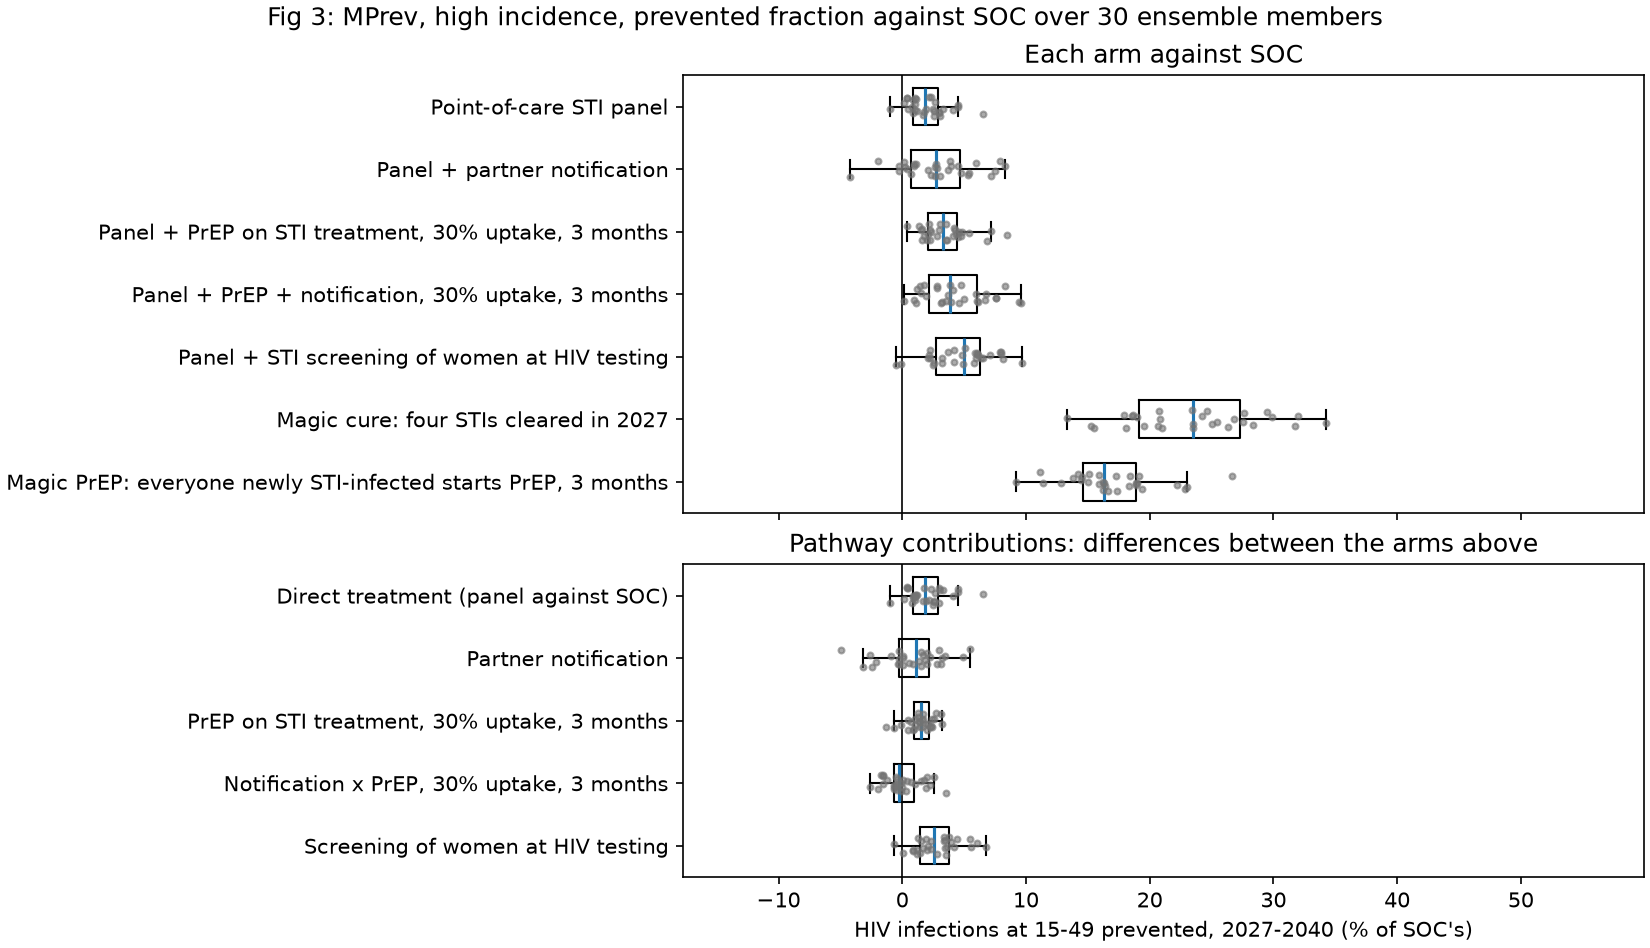 Fig 3: MPrev, high incidence, prevented fraction against SOC over 30 ensemble members
Each arm against SOC
Point-of-care STI panel
Panel + partner notification
Panel + PrEP on STI treatment, 30% uptake, 3 months
Panel + PrEP + notification, 30% uptake, 3 months
Panel + STI screening of women at HIV testing
Magic cure: four STIs cleared in 2027
Magic PrEP: everyone newly STI-infected starts PrEP, 3 months
Pathway contributions: differences between the arms above
Direct treatment (panel against SOC)
Partner notification
PrEP on STI treatment, 30% uptake, 3 months
Notification x PrEP, 30% uptake, 3 months
Screening of women at HIV testing
−10 0 10 20 30 40 50
HIV infections at 15-49 prevented, 2027-2040 (% of SOC's)